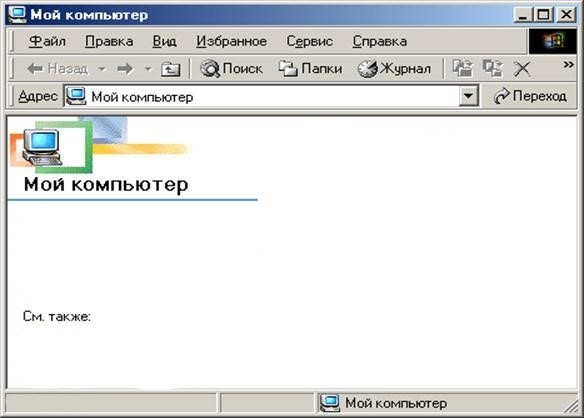 Мой компьютер
Файл Правка Вид Избранное Сервис Справка
Назад Поиск Папки Журнал »
Адрес Мой компьютер Переход
Мой компьютер
См. также:
Мой компьютер